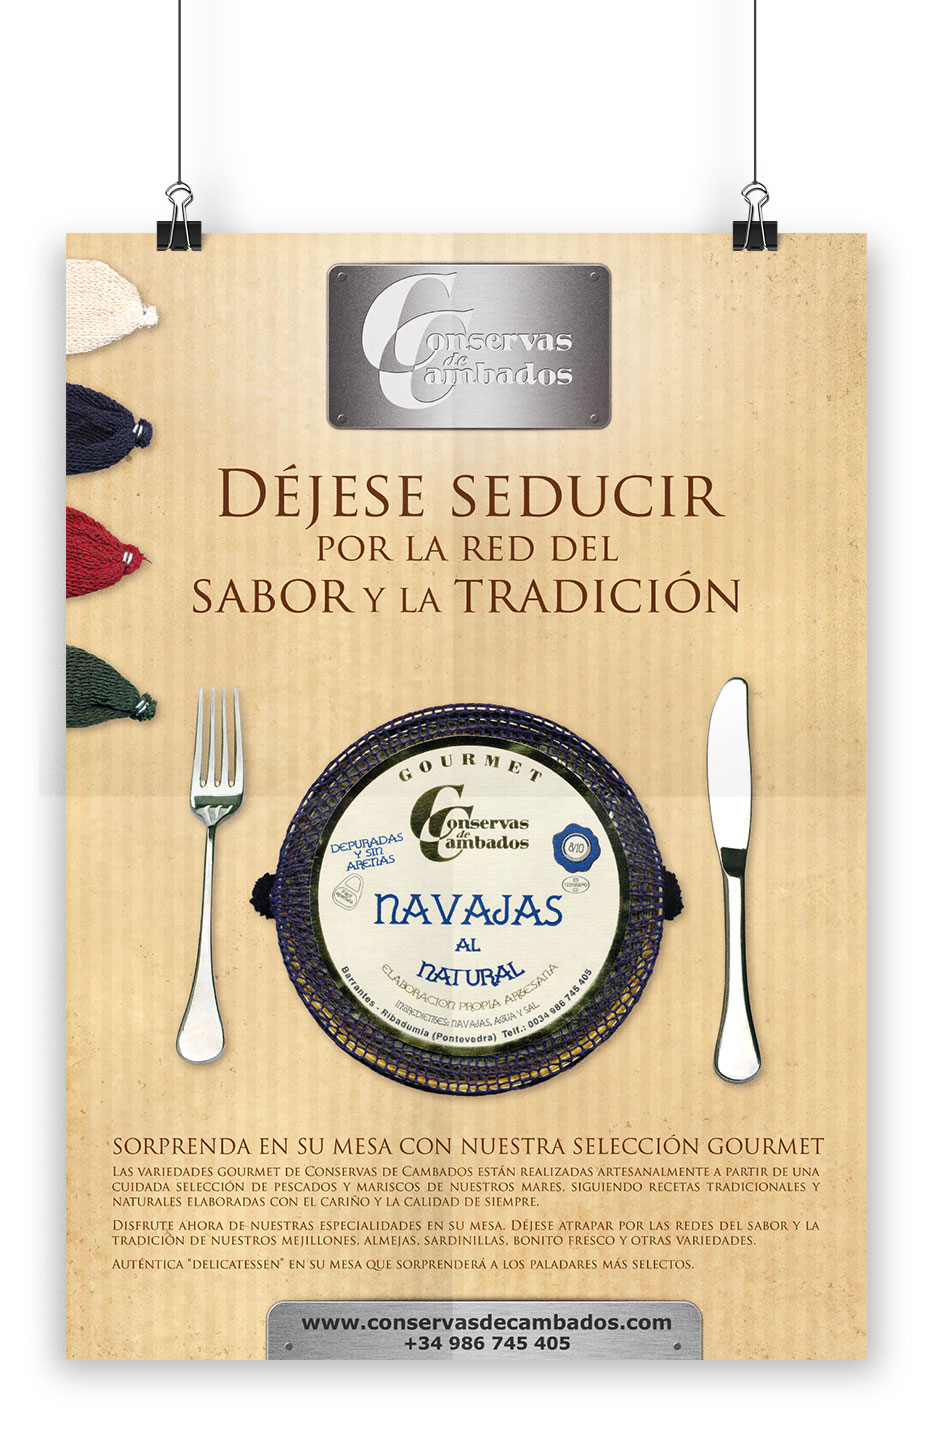 Conservas
de
Cambados
DÉJESE SEDUCIR
POR LA RED DEL
SABOR Y LA TRADICIÓN
GOURMET
Conservas
de
Cambados
DEPURADAS
Y SIN
ARENAS
8/10
Fácil
apertura
NAVAJAS
AL
NATURAL
ELABORACION PROPIA ARTESANA
INGREDIENTES: NAVAJAS, AGUA Y SAL
Barrantes - Ribadumia (Pontevedra) Telf.: 0034 986 745 405
SORPRENDA EN SU MESA CON NUESTRA SELECCIÓN GOURMET
LAS VARIEDADES GOURMET DE CONSERVAS DE CAMBADOS ESTÁN REALIZADAS ARTESANALMENTE A PARTIR DE UNA
CUIDADA SELECCIÓN DE PESCADOS Y MARISCOS DE NUESTROS MARES, SIGUIENDO RECETAS TRADICIONALES Y
NATURALES ELABORADAS CON EL CARIÑO Y LA CALIDAD DE SIEMPRE.
DISFRUTE AHORA DE NUESTRAS ESPECIALIDADES EN SU MESA. DÉJESE ATRAPAR POR LAS REDES DEL SABOR Y LA
TRADICIÓN DE NUESTROS MEJILLONES, ALMEJAS, SARDINILLAS, BONITO FRESCO Y OTRAS VARIEDADES.
AUTÉNTICA "DELICATESSEN" EN SU MESA QUE SORPRENDERÁ A LOS PALADARES MÁS SELECTOS.
www.conservasdecambados.com
+34 986 745 405